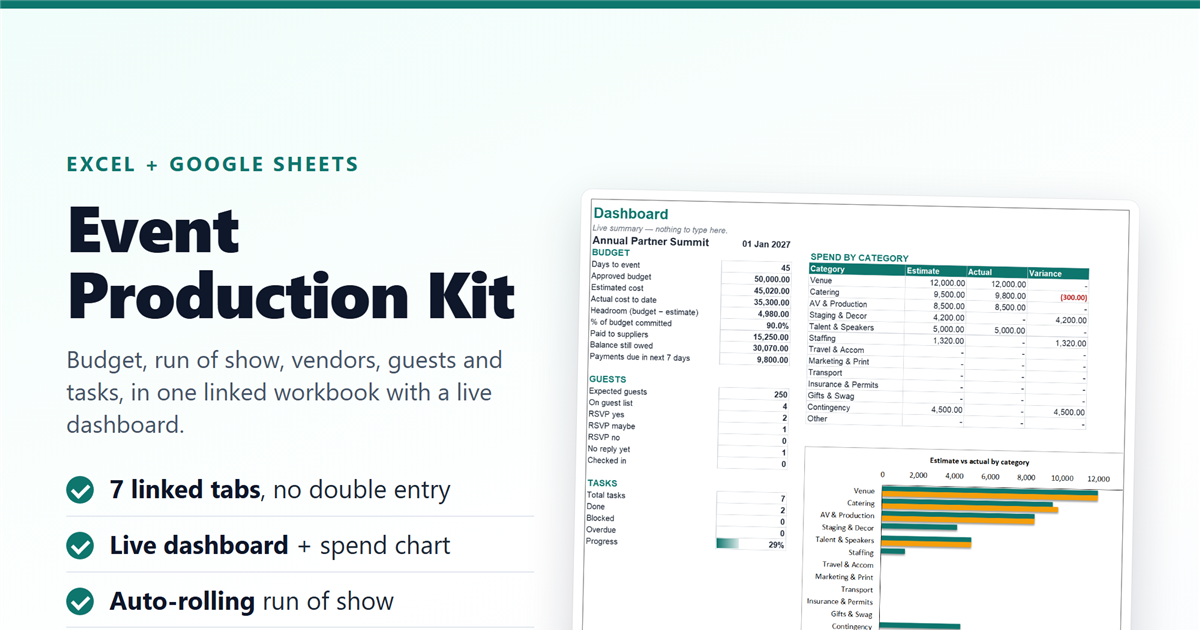 EXCEL + GOOGLE SHEETS
Event
Production Kit
Budget, run of show, vendors, guests and
tasks, in one linked workbook with a live
dashboard.
7 linked tabs, no double entry
Live dashboard + spend chart
Auto-rolling run of show
Dashboard
Live summary — nothing to type here.
Annual Partner Summit 01 Jan 2027
BUDGET
Days to event 45
Approved budget 50,000.00
Estimated cost 45,020.00
Actual cost to date 35,300.00
Headroom (budget − estimate) 4,980.00
% of budget committed 90.0%
Paid to suppliers 15,250.00
Balance still owed 30,070.00
Payments due in next 7 days 9,800.00
GUESTS
Expected guests 250
On guest list 4
RSVP yes 2
RSVP maybe 1
RSVP no 0
No reply yet 1
Checked in 0
TASKS
Total tasks 7
Done 2
Blocked 0
Overdue 0
Progress 29%
SPEND BY CATEGORY
Category Estimate Actual Variance
Venue 12,000.00 12,000.00 -
Catering 9,500.00 9,800.00 (300.00)
AV & Production 8,500.00 8,500.00 -
Staging & Decor 4,200.00 - 4,200.00
Talent & Speakers 5,000.00 5,000.00 -
Staffing 1,320.00 - 1,320.00
Travel & Accom - - -
Marketing & Print - - -
Transport - - -
Insurance & Permits - - -
Gifts & Swag - - -
Contingency 4,500.00 - 4,500.00
Other - - -
Estimate vs actual by category
0 2,000 4,000 6,000 8,000 10,000 12,000
Venue
Catering
AV & Production
Staging & Decor
Talent & Speakers
Staffing
Travel & Accom
Marketing & Print
Transport
Insurance & Permits
Gifts & Swag
Contingency